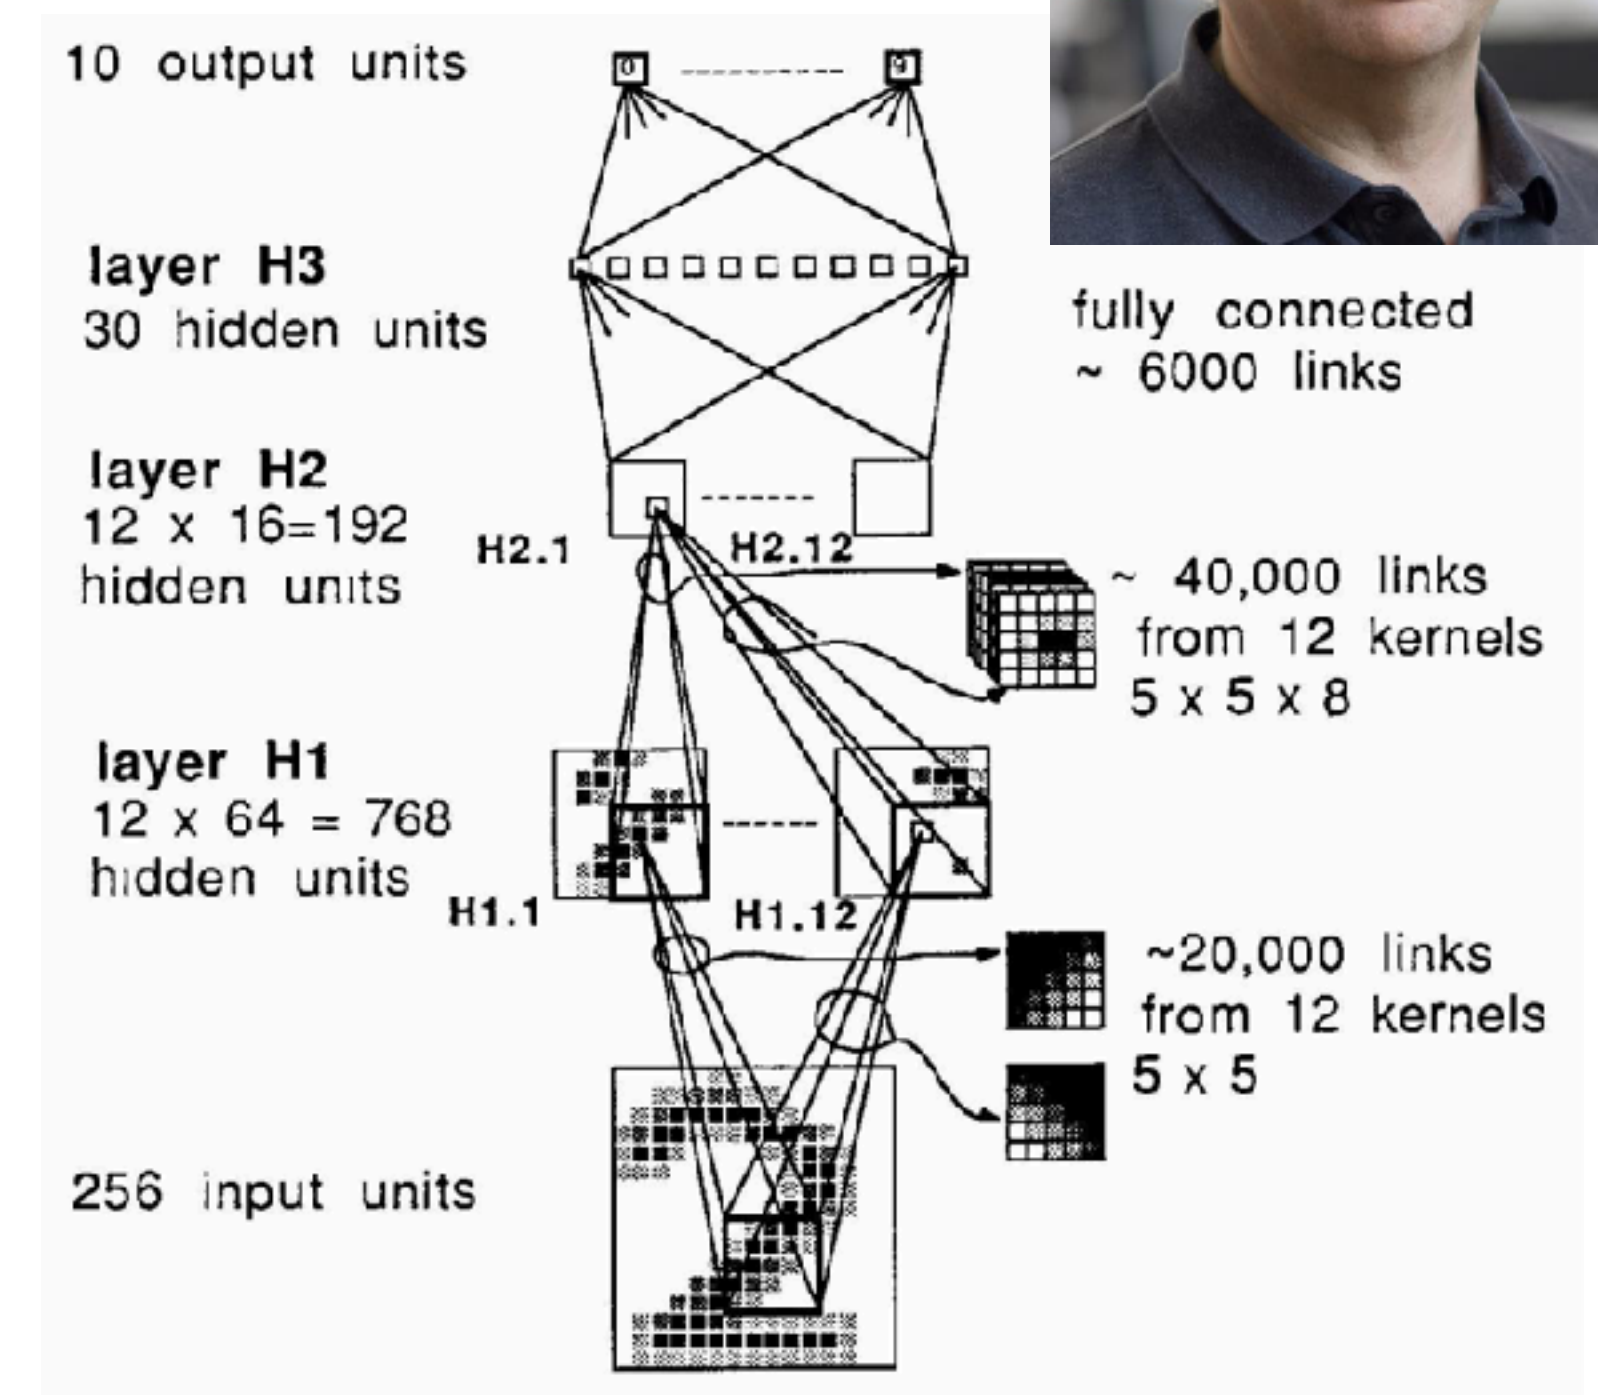 10 output units
0
9
layer H3
30 hidden units
fully connected
~ 6000 links
layer H2
12 x 16=192
hidden units
H2.1
H2.12
~ 40,000 links
from 12 kernels
5 x 5 x 8
layer H1
12 x 64 = 768
hidden units
H1.1
H1.12
~20,000 links
from 12 kernels
5 x 5
256 input units